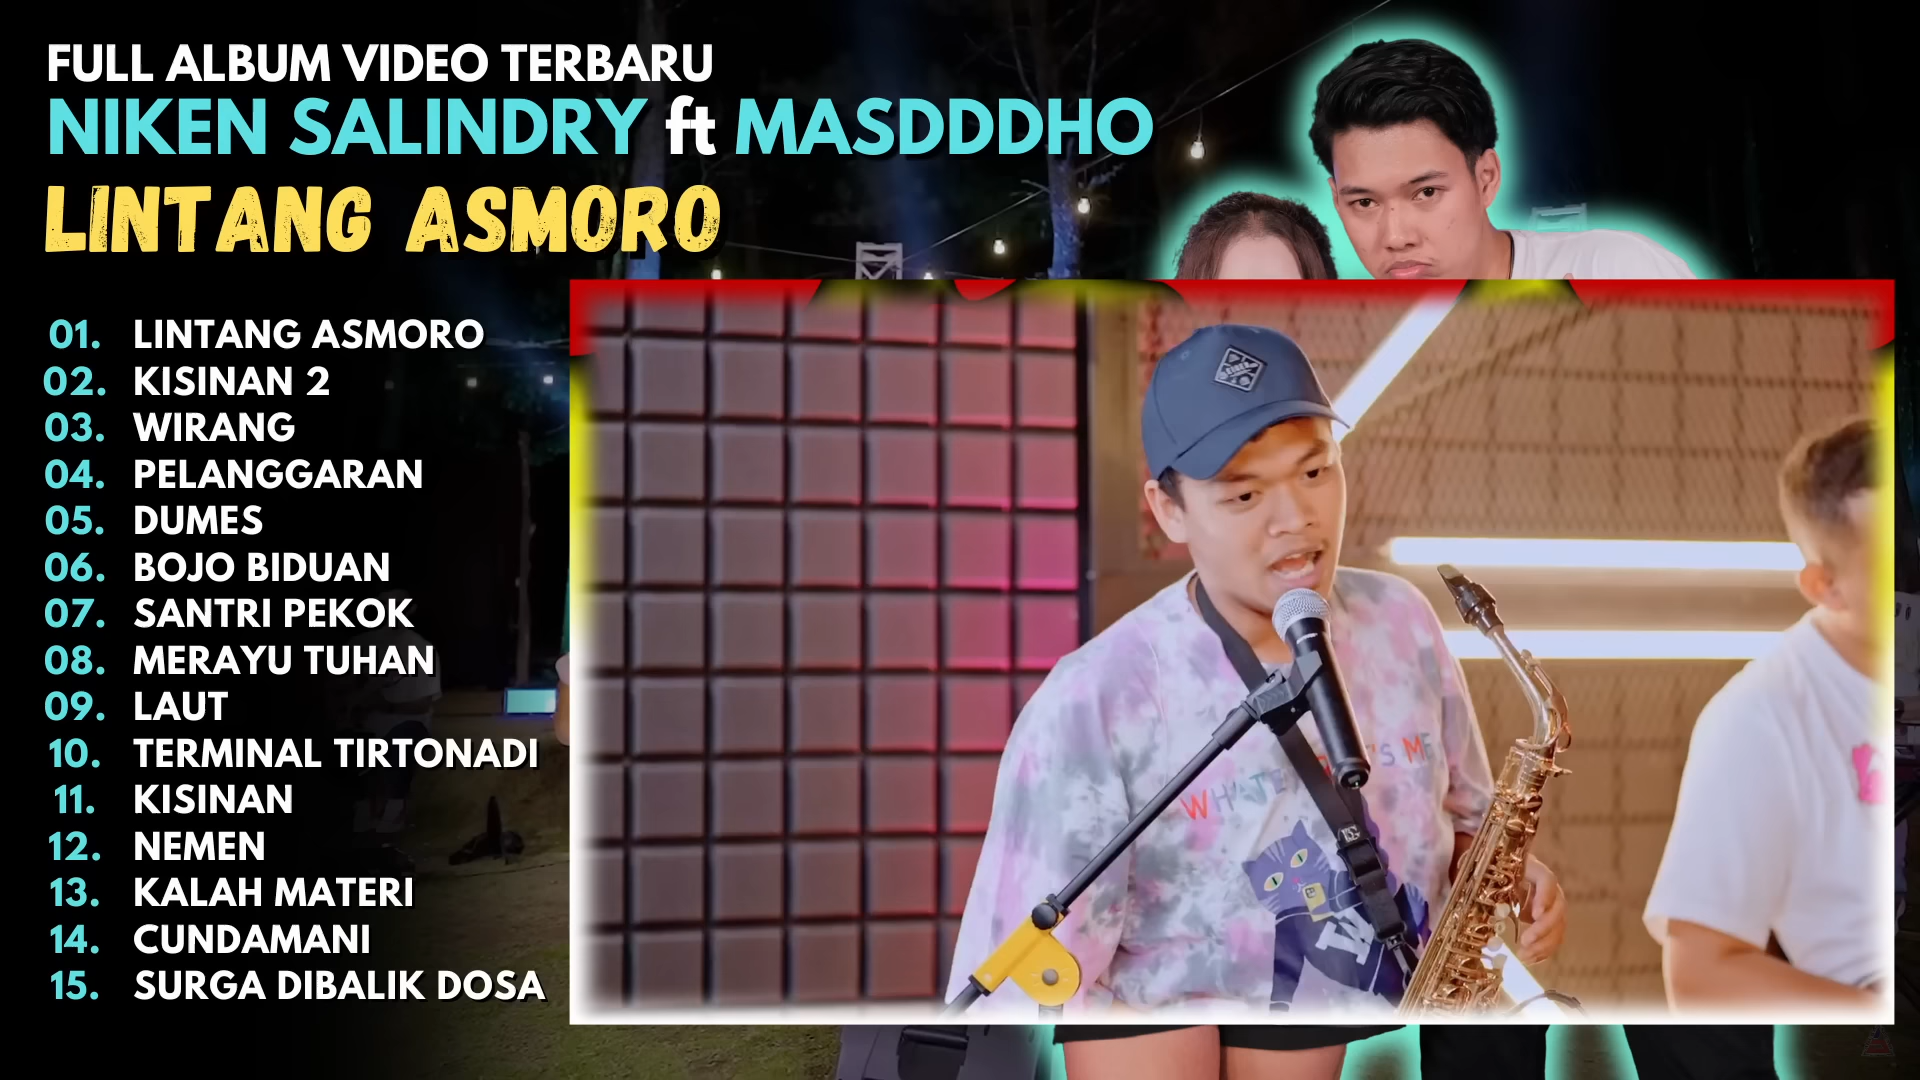 FULL ALBUM VIDEO TERBARU
NIKEN SALINDRY ft MASDDDHO
LINTANG ASMORO
01. LINTANG ASMORO
02. KISINAN 2
03. WIRANG
04. PELANGGARAN
05. DUMES
06. BOJO BIDUAN
07. SANTRI PEKOK
08. MERAYU TUHAN
09. LAUT
10. TERMINAL TIRTONADI
11. KISINAN
12. NEMEN
13. KALAH MATERI
14. CUNDAMANI
15. SURGA DIBALIK DOSA